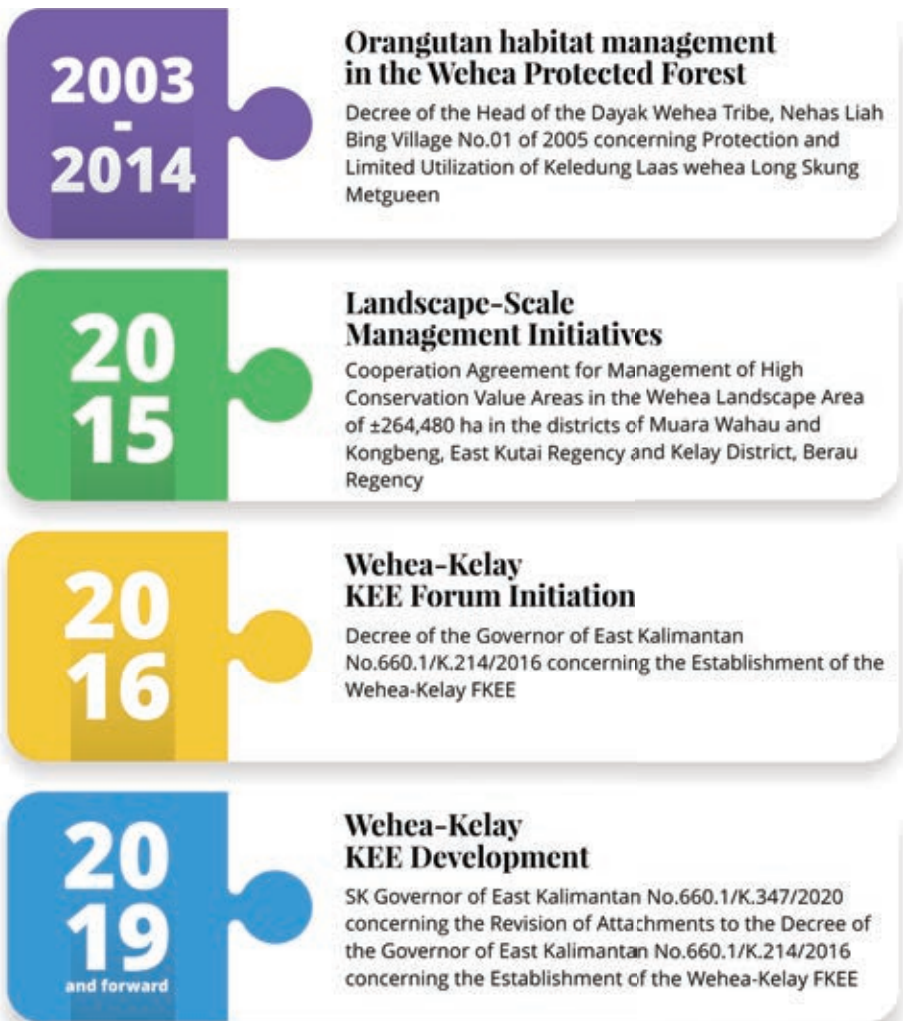 2003
-
2014
Orangutan habitat management
in the Wehea Protected Forest
Decree of the Head of the Dayak Wehea Tribe, Nehas Liah
Bing Village No.01 of 2005 concerning Protection and
Limited Utilization of Keledung Laas wehea Long Skung
Metgueen
20
15
Landscape-Scale
Management Initiatives
Cooperation Agreement for Management of High
Conservation Value Areas in the Wehea Landscape Area
of ±264,480 ha in the districts of Muara Wahau and
Kongbeng, East Kutai Regency and Kelay District, Berau
Regency
20
16
Wehea-Kelay
KEE Forum Initiation
Decree of the Governor of East Kalimantan
No.660.1/K.214/2016 concerning the Establishment of the
Wehea-Kelay FKEE
20
19
and forward
Wehea-Kelay
KEE Development
SK Governor of East Kalimantan No.660.1/K.347/2020
concerning the Revision of Attachments to the Decree of
the Governor of East Kalimantan No.660.1/K.214/2016
concerning the Establishment of the Wehea-Kelay FKEE